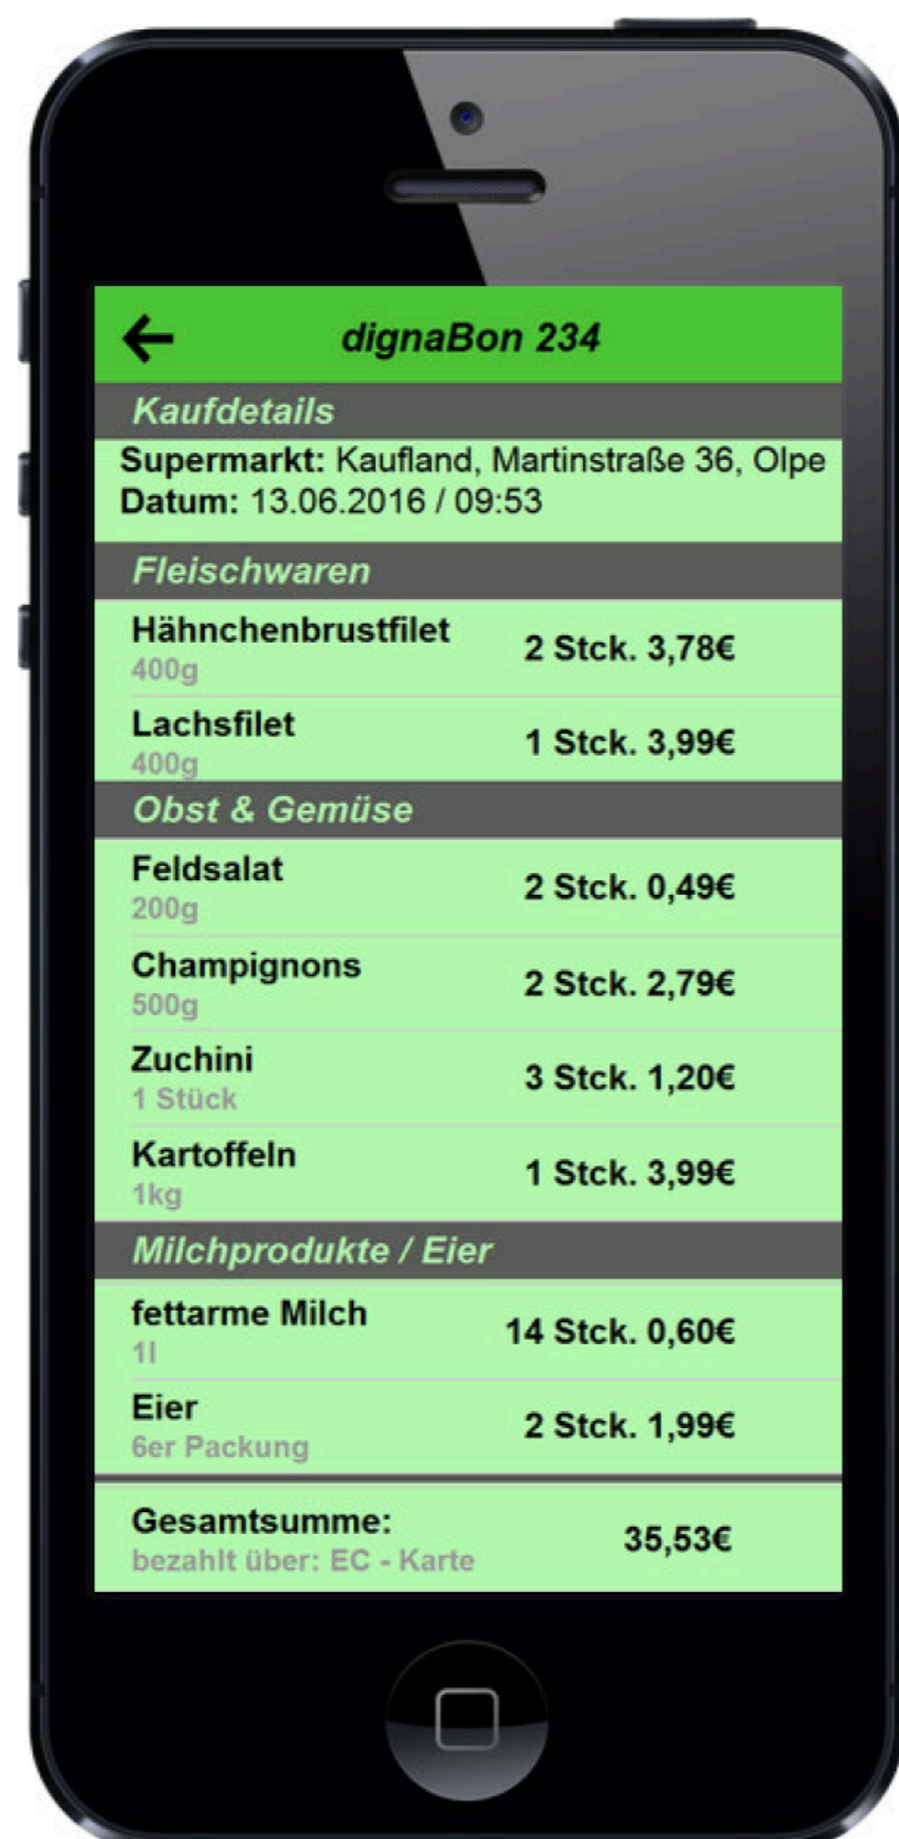 dignaBon 234
Kaufdetails
Supermarkt: Kaufland, Martinstraße 36, Olpe
Datum: 13.06.2016 / 09:53
Fleischwaren
Hähnchenbrustfilet
400g
2 Stck. 3,78€
Lachsfilet
400g
1 Stck. 3,99€
Obst & Gemüse
Feldsalat
200g
2 Stck. 0,49€
Champignons
500g
2 Stck. 2,79€
Zuchini
1 Stück
3 Stck. 1,20€
Kartoffeln
1kg
1 Stck. 3,99€
Milchprodukte / Eier
fettarme Milch
1l
14 Stck. 0,60€
Eier
6er Packung
2 Stck. 1,99€
Gesamtsumme:
bezahlt über: EC - Karte
35,53€